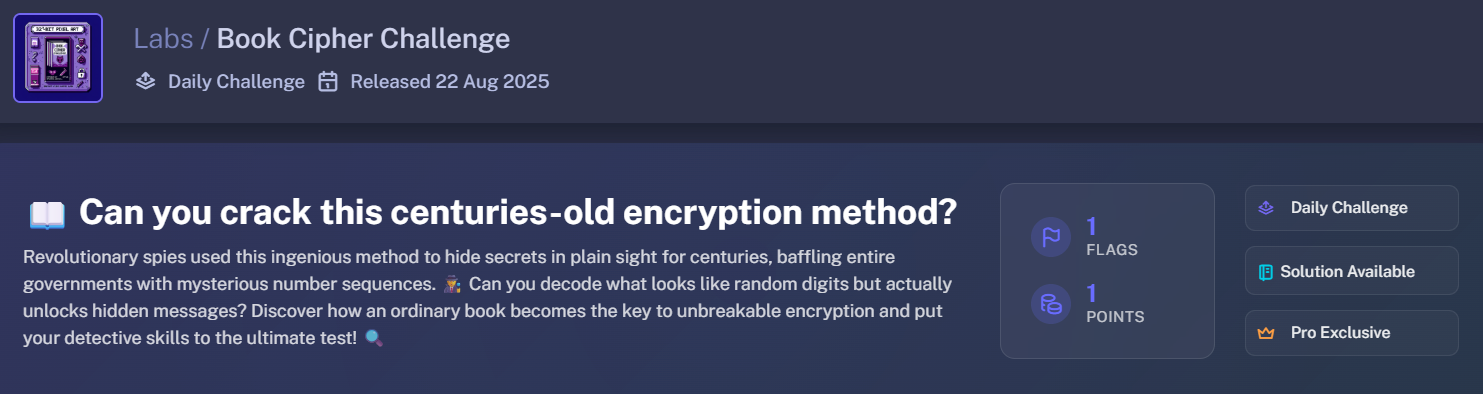 32-BIT PIXEL ART
Labs / Book Cipher Challenge
Daily Challenge Released 22 Aug 2025
📖 Can you crack this centuries-old encryption method?
Revolutionary spies used this ingenious method to hide secrets in plain sight for centuries, baffling entire
governments with mysterious number sequences. 🕵️ Can you decode what looks like random digits but actually
unlocks hidden messages? Discover how an ordinary book becomes the key to unbreakable encryption and put
your detective skills to the ultimate test! 🔍
1
FLAGS
1
POINTS
Daily Challenge
Solution Available
Pro Exclusive